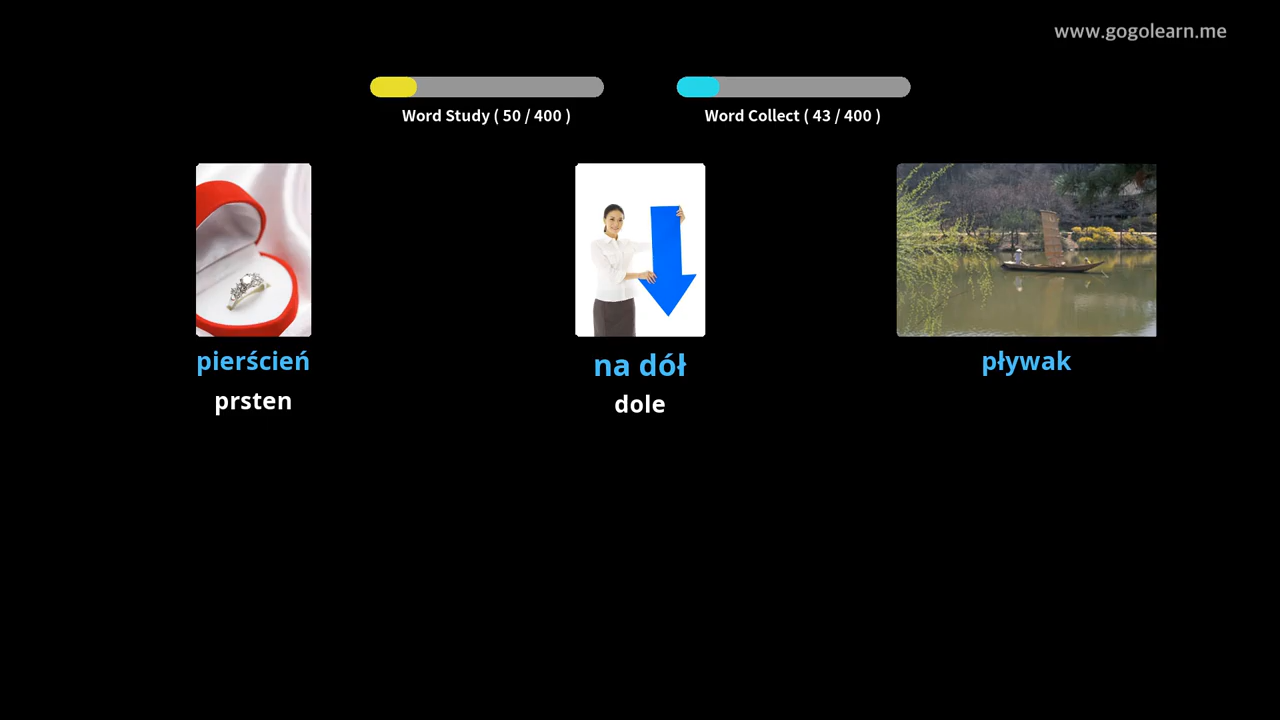 www.gogolearn.me
Word Study ( 50 / 400 )
Word Collect ( 43 / 400 )
pierścień
na dół
pływak
prsten
dole